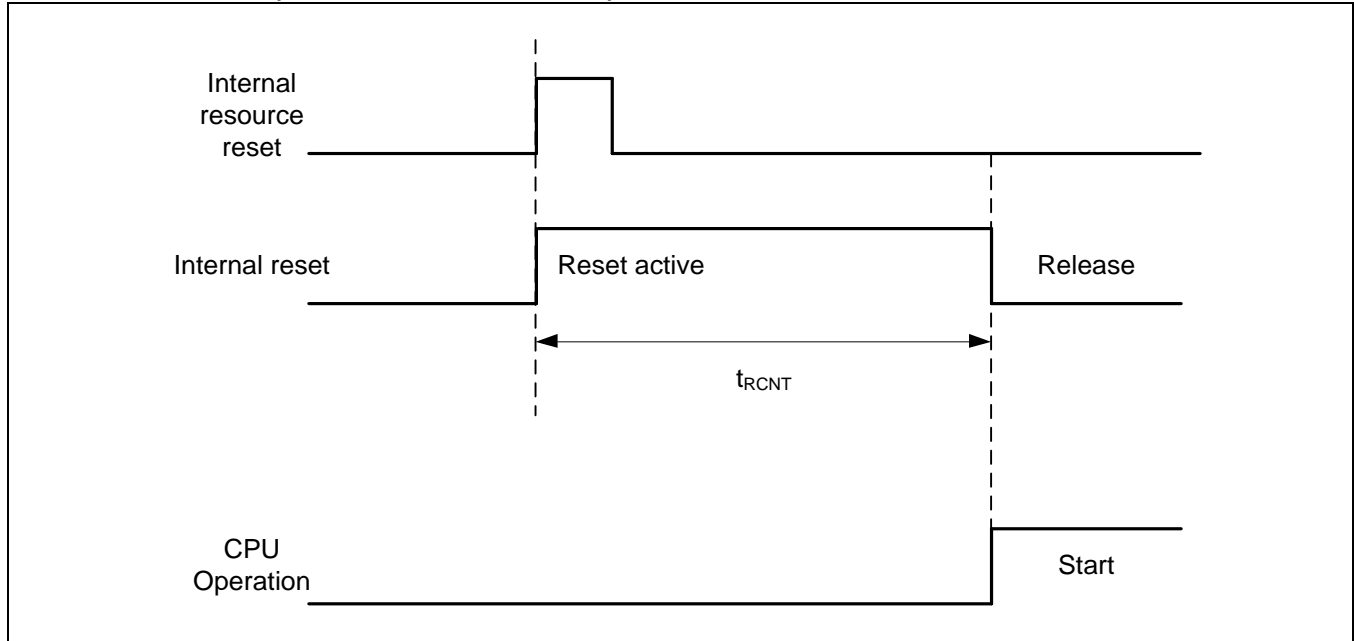 Internal
resource
reset
Internal reset
Reset active
Release
tRCNT
CPU
Operation
Start